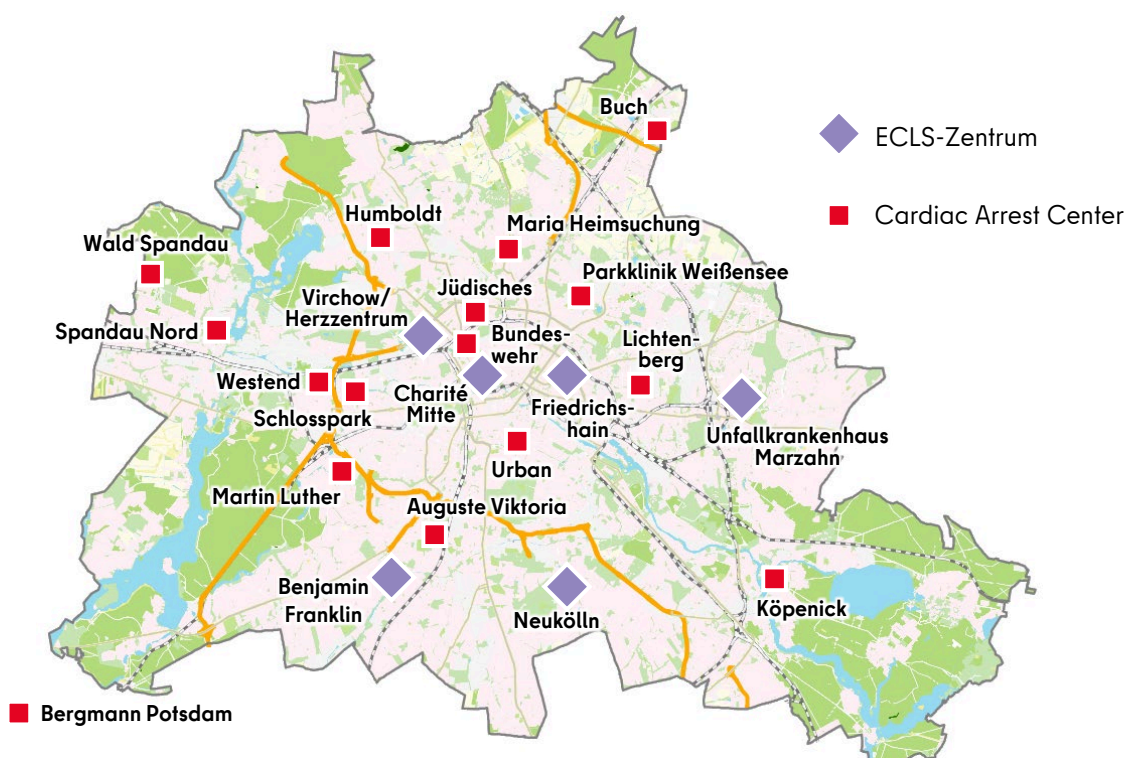 Buch
ECLS-Zentrum
Cardiac Arrest Center
Humboldt
Maria Heimsuchung
Wald Spandau
Parkklinik Weißensee
Jüdisches
Virchow/
Herzzentrum
Spandau Nord
Bundes-
wehr
Lichten-
berg
Westend
Charité
Mitte
Schlosspark
Friedrichs-
hain
Unfallkrankenhaus
Marzahn
Urban
Martin Luther
Auguste Viktoria
Benjamin
Franklin
Neukölln
Köpenick
Bergmann Potsdam